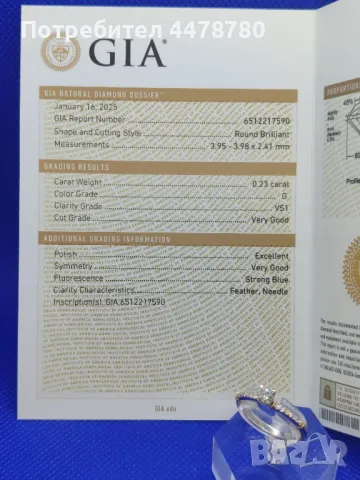 Потребител 4478780
GIA®
GIA NATURAL DIAMOND DOSSIER®
January 16, 2025
GIA Report Number 6512217590
Shape and Cutting Style Round Brilliant
Measurements 3.95 - 3.98 x 2.41 mm
GRADING RESULTS
Carat Weight 0.23 carat
Color Grade G
Clarity Grade VS1
Cut Grade Very Good
ADDITIONAL GRADING INFORMATION
Polish Excellent
Symmetry Very Good
Fluorescence Strong Blue
Clarity Characteristics Feather, Needle
Inscription(s): GIA 6512217590
GIA.edu
PROPORTIONS
45%
Profile
bazar